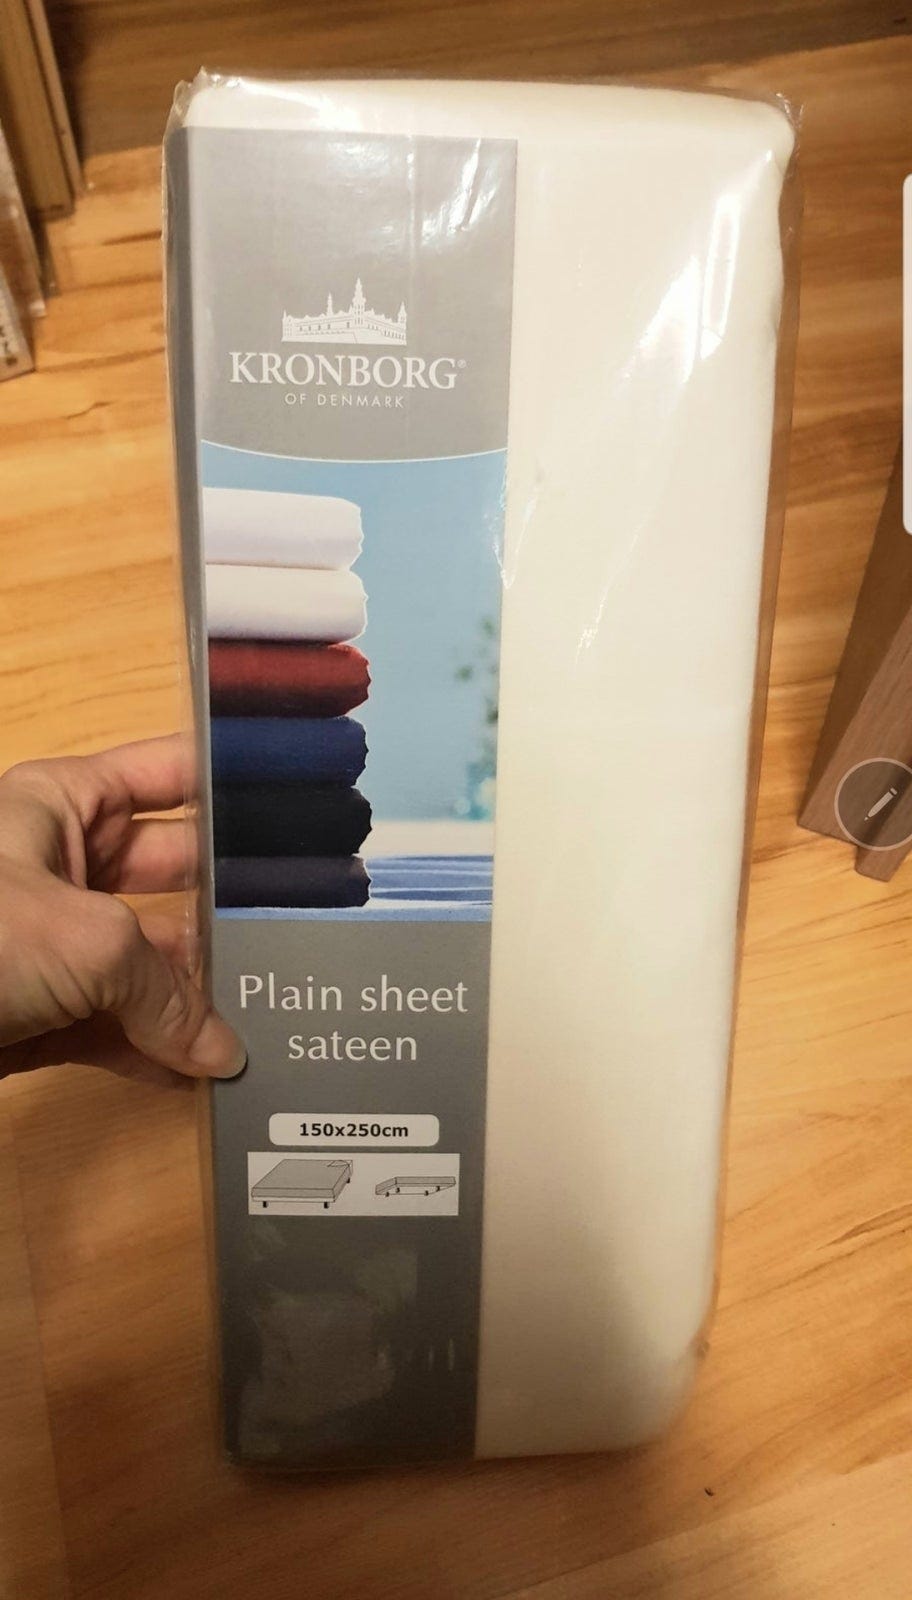 KRONBORG®
OF DENMARK
Plain sheet
sateen
150x250cm